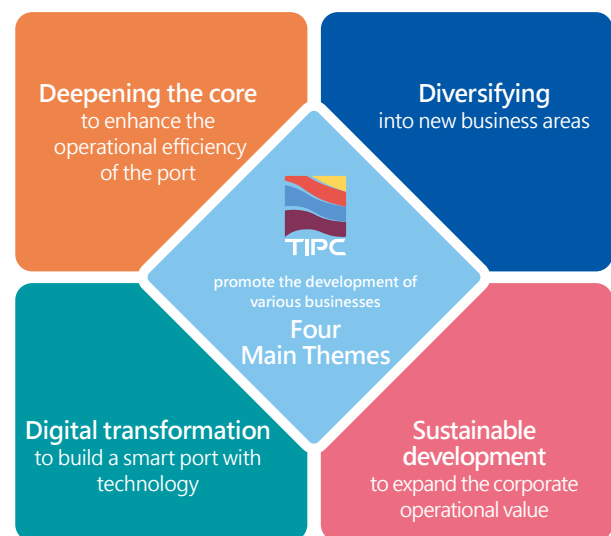 Deepening the core
to enhance the
operational efficiency
of the port
Diversifying
into new business areas
TIPC
promote the development of
various businesses
Four
Main Themes
Digital transformation
to build a smart port with
technology
Sustainable
development
to expand the corporate
operational value